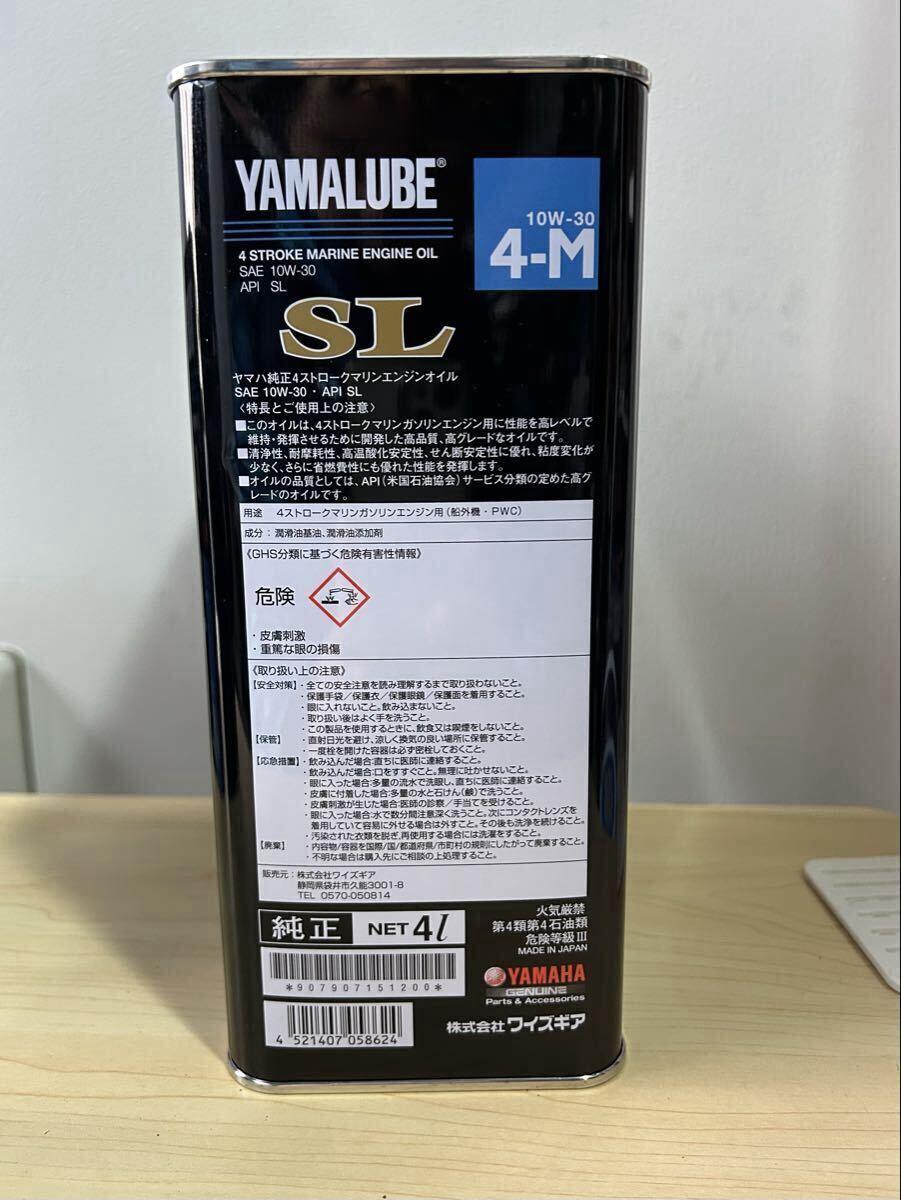 YAMALUBE®
10W-30
4-M
4 STROKE MARINE ENGINE OIL
SAE 10W-30
API SL
SL
ヤマハ純正4ストロークマリンエンジンオイル
SAE 10W-30・API SL
〈特長とご使用上の注意〉
■このオイルは、4ストロークマリンガソリンエンジン用に性能を高レベルで
維持・発揮させるために開発した高品質、高グレードなオイルです。
■清浄性、耐摩耗性、高温酸化安定性、せん断安定性に優れ、粘度変化が
少なく、さらに省燃費性にも優れた性能を発揮します。
■オイルの品質としては、API(米国石油協会)サービス分類の定めた高グ
レードのオイルです。
用途 4ストロークマリンガソリンエンジン用(船外機・PWC)
成分:潤滑油基油、潤滑油添加剤
《GHS分類に基づく危険有害性情報》
危険
・皮膚刺激
・重篤な眼の損傷
《取り扱い上の注意》
【安全対策】・全ての安全注意を読み理解するまで取り扱わないこと。
・保護手袋/保護衣/保護眼鏡/保護面を着用すること。
・眼に入れないこと。飲み込まないこと。
・取り扱い後はよく手を洗うこと。
・この製品を使用するときに、飲食又は喫煙をしないこと。
【保管】・直射日光を避け、涼しく換気の良い場所に保管すること。
・一度栓を開けた容器は必ず密栓しておくこと。
【応急措置】・飲み込んだ場合:直ちに医師に連絡すること。
・飲み込んだ場合:口をすすぐこと。無理に吐かせないこと。
・眼に入った場合:多量の流水で洗眼し、直ちに医師に連絡すること。
・皮膚に付着した場合:多量の水と石けん(鹸)で洗うこと。
・皮膚刺激が生じた場合:医師の診察/手当てを受けること。
・眼に入った場合:水で数分間注意深く洗うこと。次にコンタクトレンズを
着用していて容易に外せる場合は外すこと。その後も洗浄を続けること。
・汚染された衣類を脱ぎ、再使用する場合には洗濯をすること。
【廃棄】・内容物/容器を国際/国/都道府県/市町村の規則にしたがって廃棄すること。
・不明な場合は購入先にご相談の上処理すること。
販売元:株式会社ワイズギア
静岡県袋井市久能3001-8
TEL 0570-050814
純正
NET 4ℓ
火気厳禁
第4類第4石油類
危険等級Ⅲ
MADE IN JAPAN
*907907151200*
YAMAHA
GENUINE
Parts & Accessories
4 521407 058624
株式会社ワイズギア